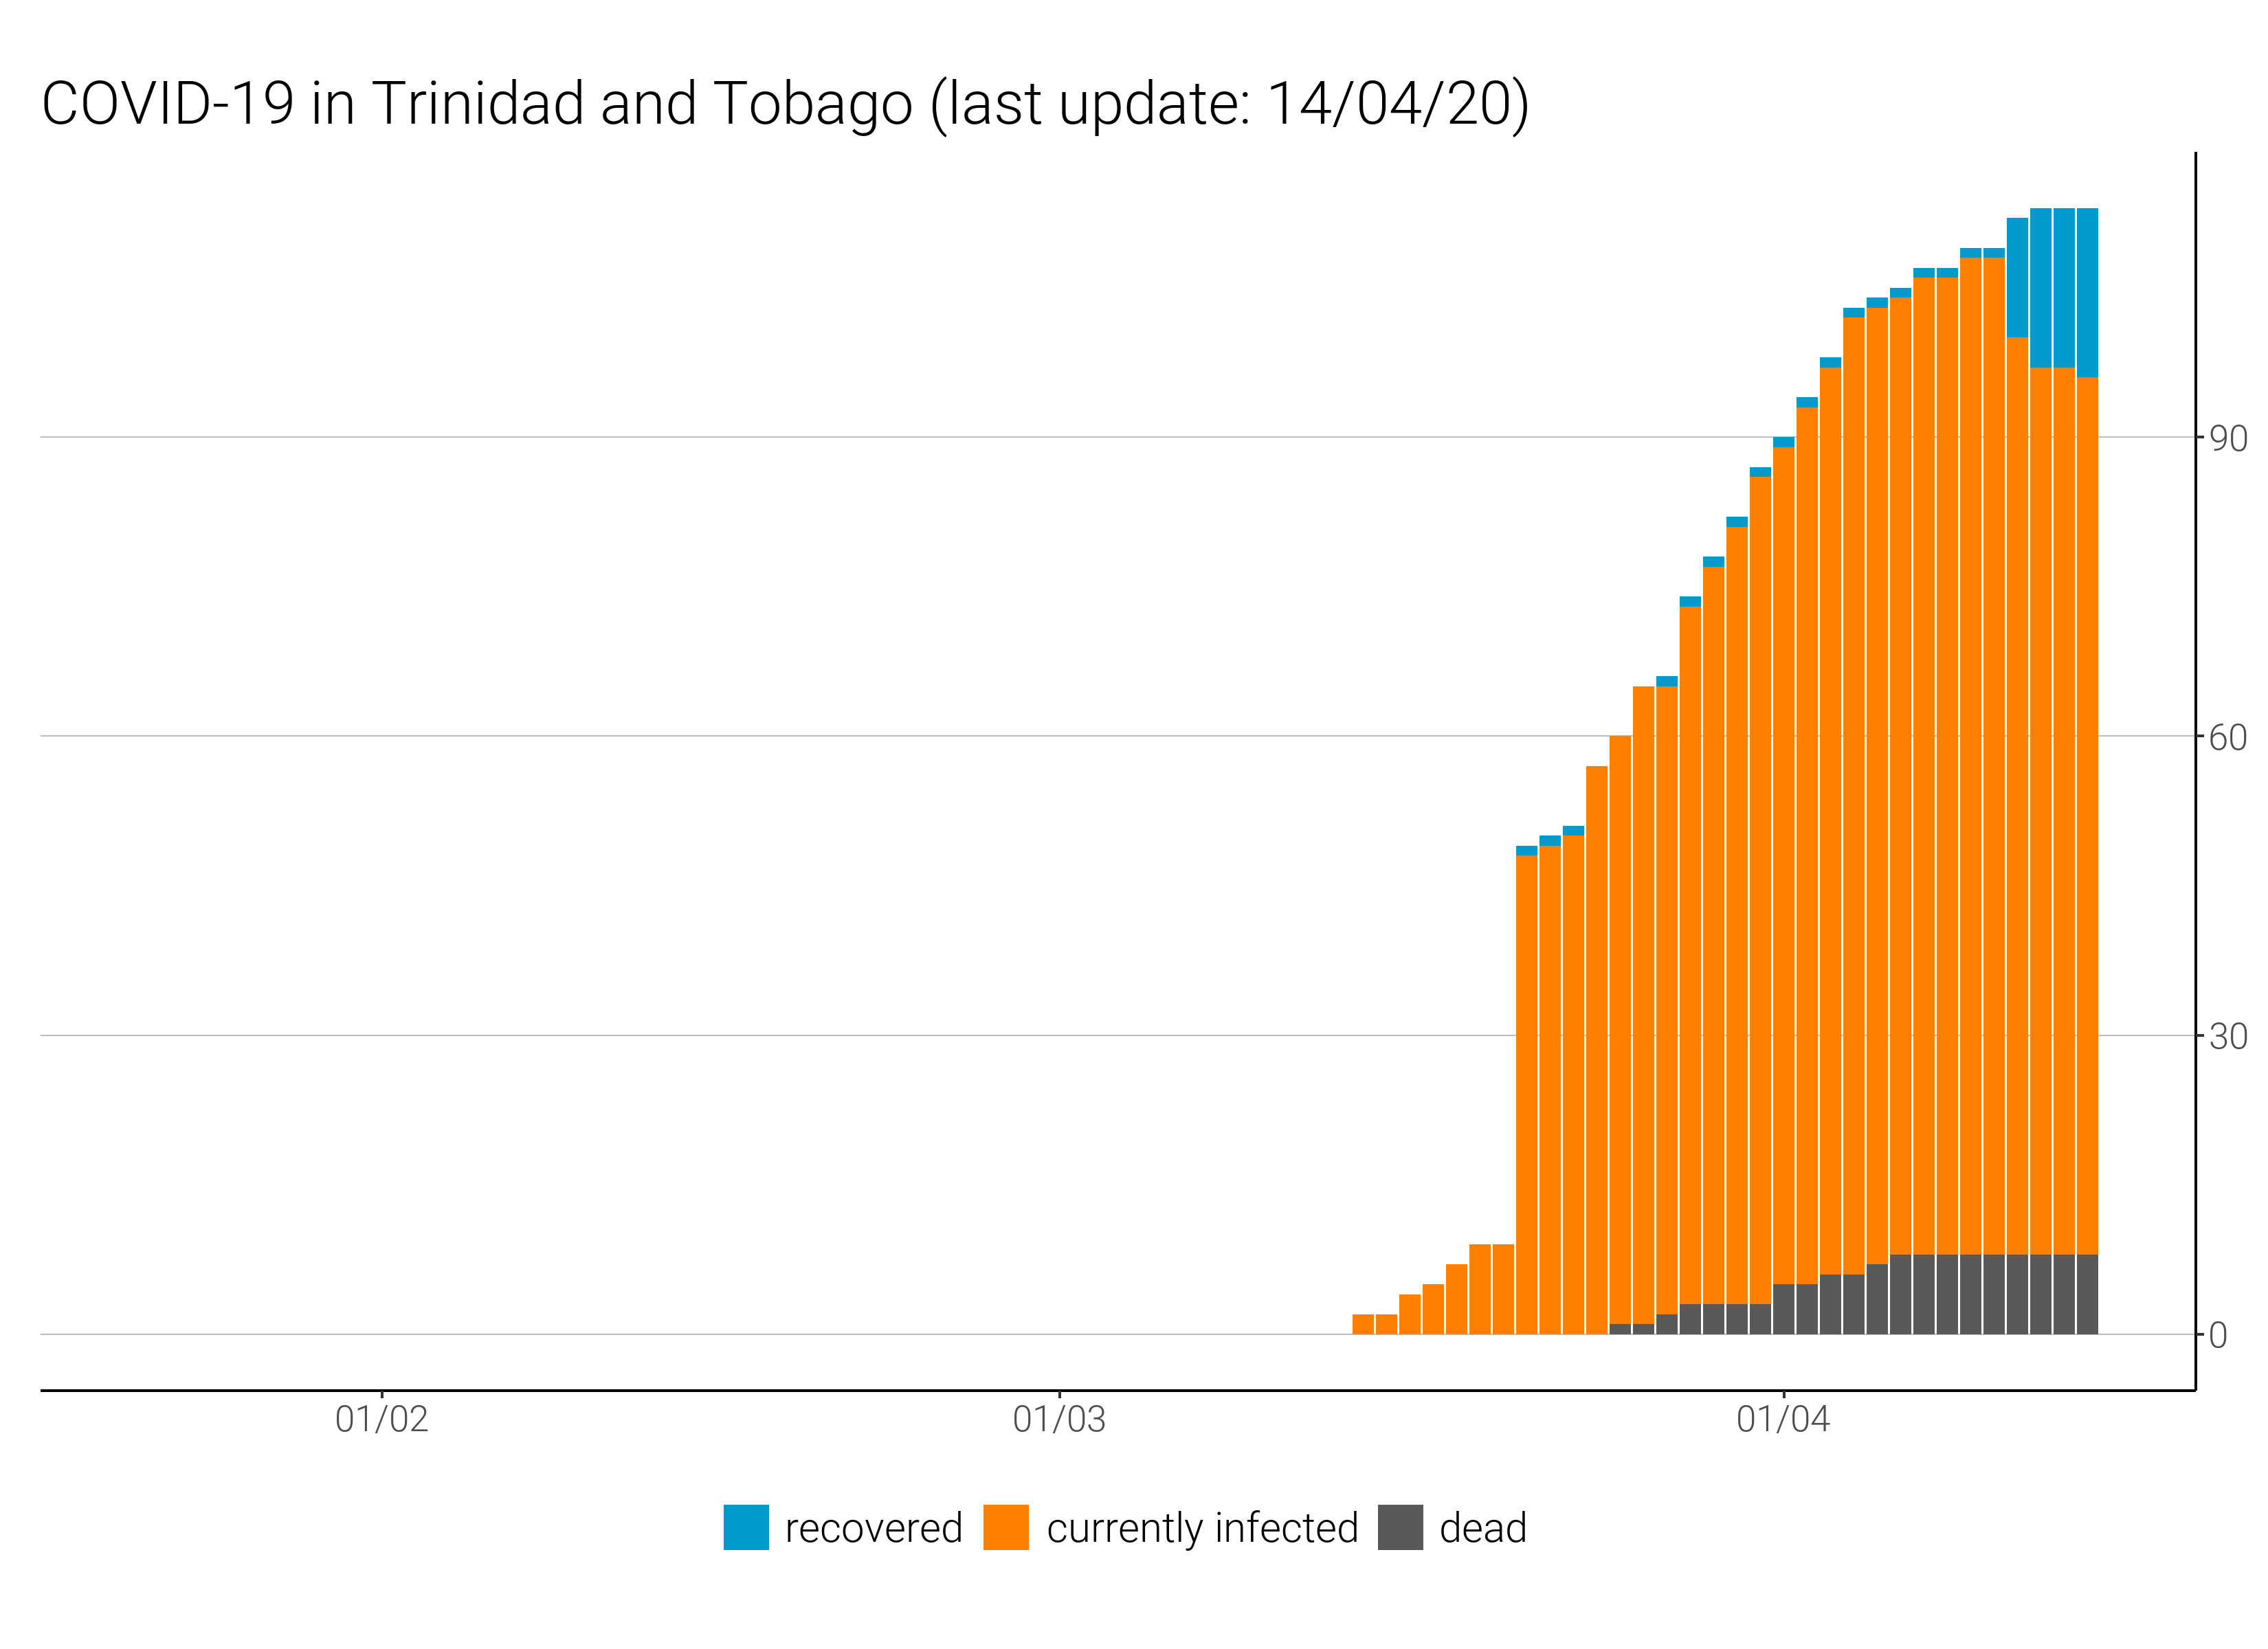 COVID-19 in Trinidad and Tobago (last update: 14/04/20)
90
60
30
0
01/02 01/03 01/04
recovered currently infected dead